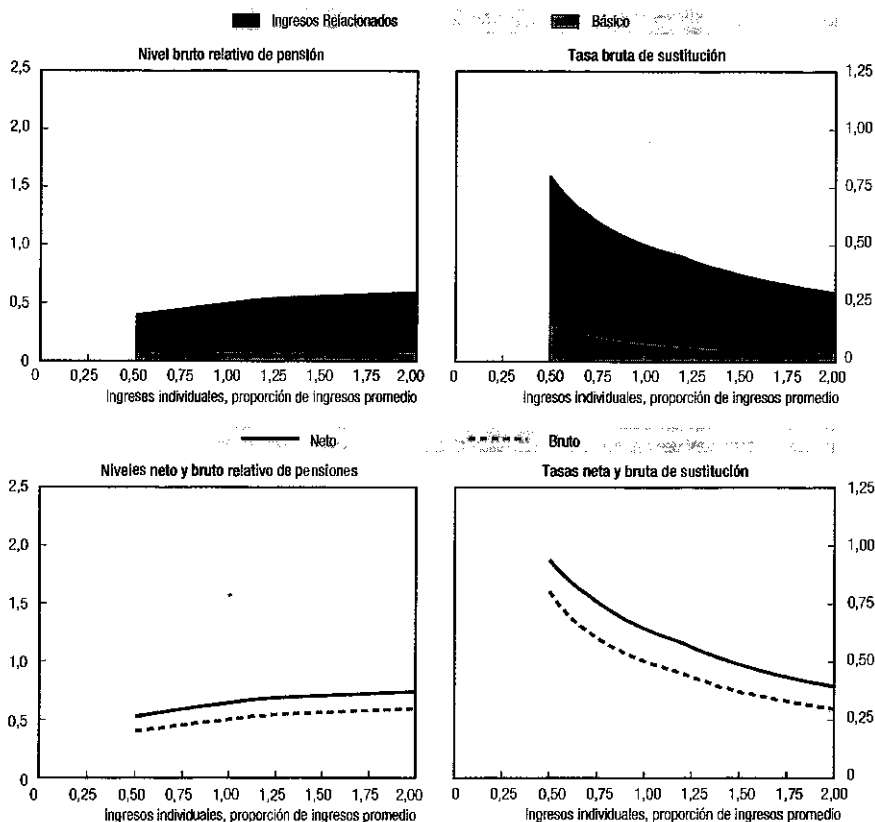 Ingresos Relacionados Básico
Nivel bruto relativo de pensión
2,5
2,0
1,5
1,0
0,5
0
0 0,25 0,50 0,75 1,00 1,25 1,50 1,75 2,00
Ingresos individuales, proporción de ingresos promedio
Tasa bruta de sustitución
1,25
1,00
0,75
0,50
0,25
0
0 0,25 0,50 0,75 1,00 1,25 1,50 1,75 2,00
Ingresos individuales, proporción de ingresos promedio
Neto Bruto
Niveles neto y bruto relativo de pensiones
2,5
2,0
1,5
1,0
0,5
0
0 0,25 0,50 0,75 1,00 1,25 1,50 1,75 2,00
Ingresos individuales, proporción de ingresos promedio
Tasas neta y bruta de sustitución
1,25
1,00
0,75
0,50
0,25
0
0 0,25 0,50 0,75 1,00 1,25 1,50 1,75 2,00
Ingresos individuales, proporción de ingresos promedio